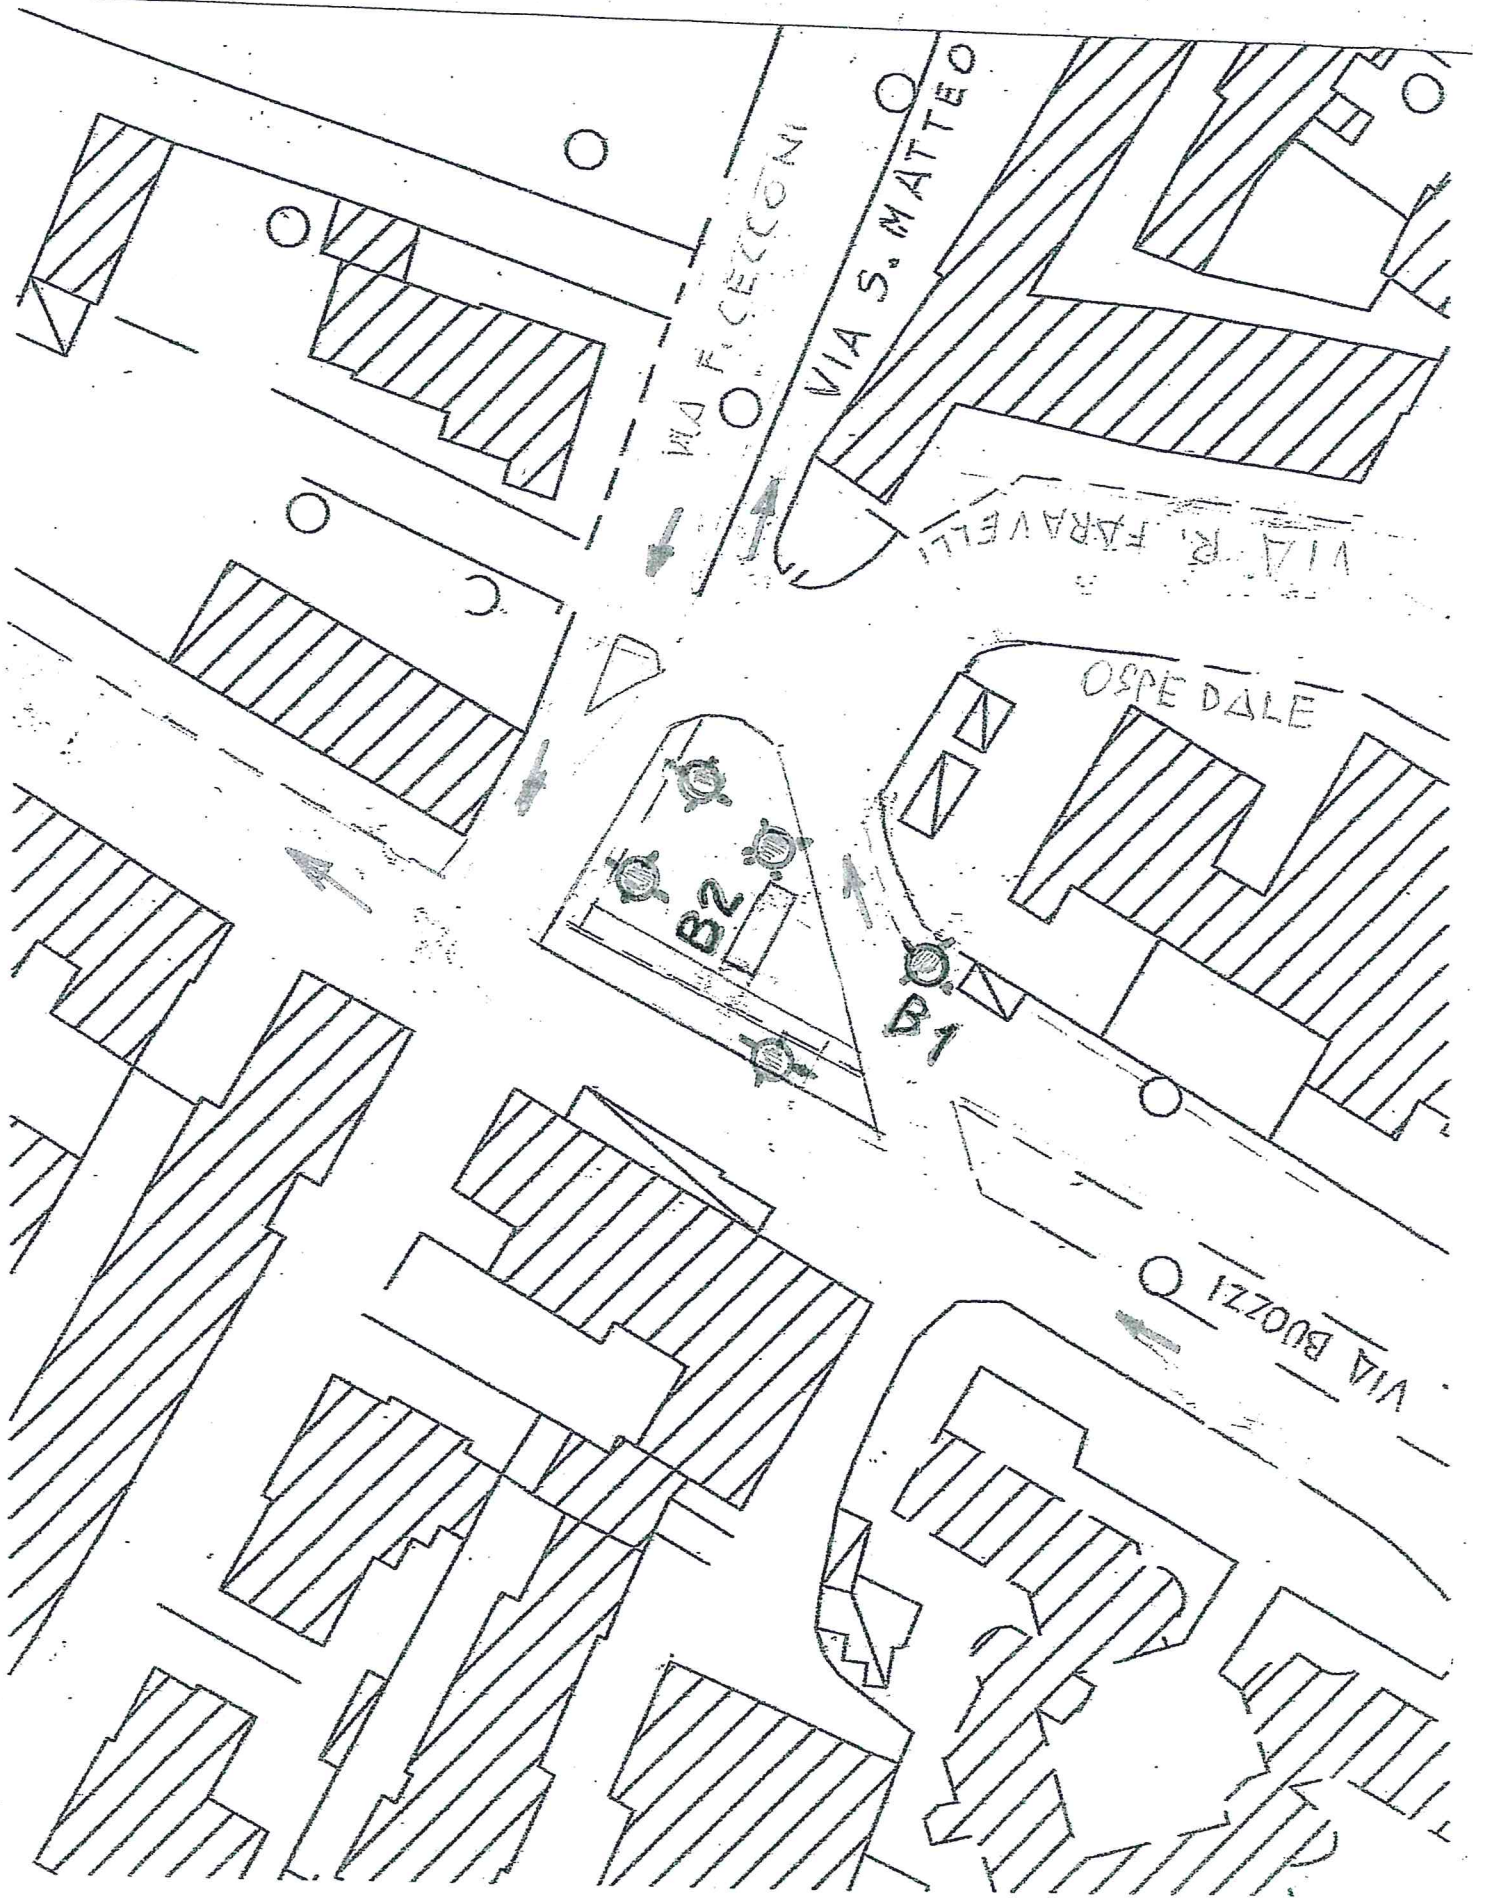 VIA F. CECCONI
VIA S. MATTEO
VIA R. FARAVELLI
OSPEDALE
B2
B1
VIA BUOZZI